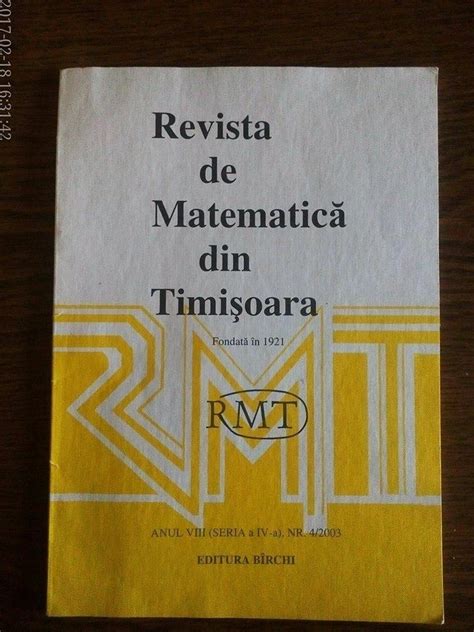 2017-02-18 16:31:42
Revista
de
Matematică
din
Timişoara
Fondată în 1921
RMT
RMT
ANUL VIII (SERIA a IV-a), NR. 4/2003
EDITURA BÎRCHI